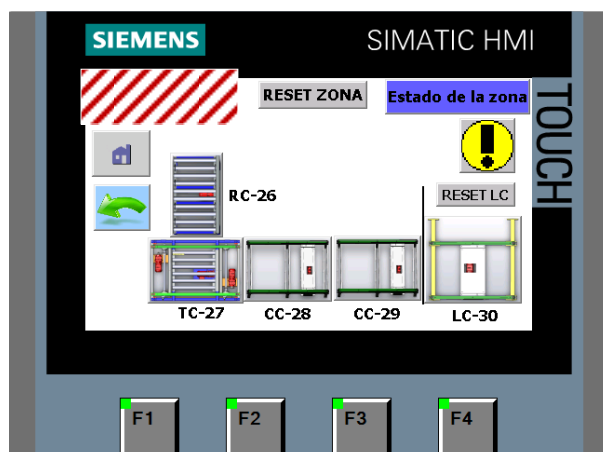 SIEMENS
SIMATIC HMI
TOUCH
RESET ZONA
Estado de la zona
RC-26
RESET LC
TC-27
CC-28
CC-29
LC-30
F1
F2
F3
F4